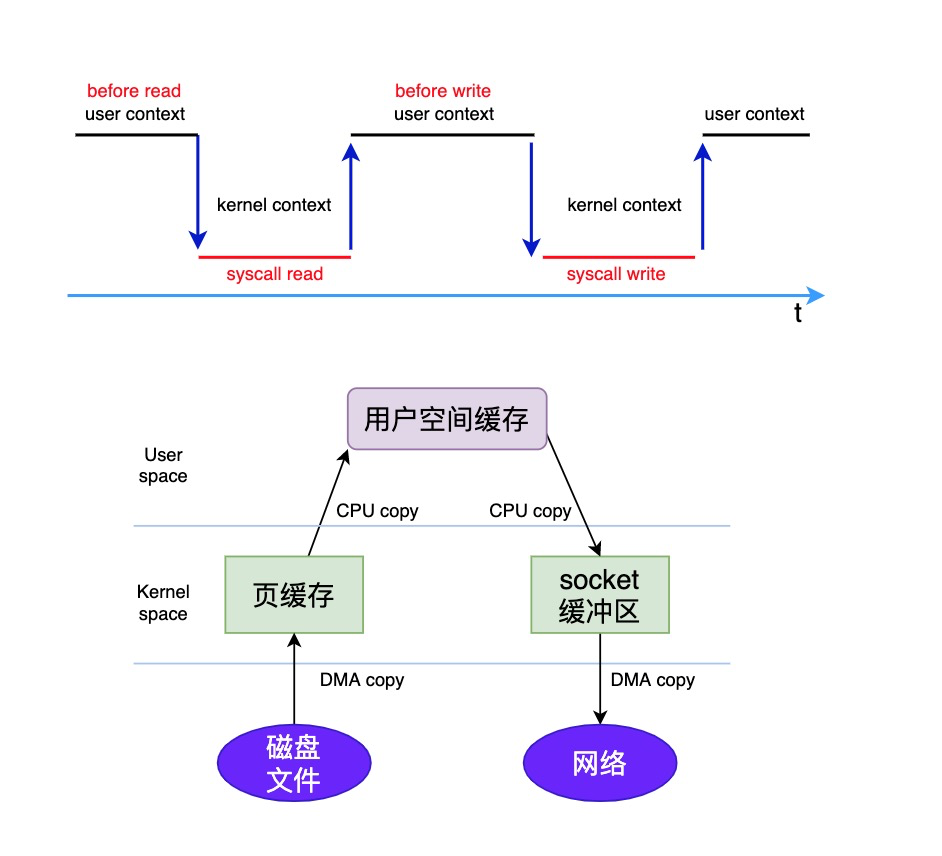 before read
user context
before write
user context
user context
kernel context
kernel context
syscall read
syscall write
t
用户空间缓存
User
space
CPU copy
CPU copy
Kernel
space
页缓存
socket
缓冲区
DMA copy
DMA copy
磁盘
文件
网络